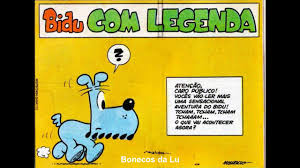 Bidu COM LEGENDA
?
ATENÇÃO,
CARO PÚBLICO!
VOCÊS VÃO LER MAIS
UMA SENSACIONAL
AVENTURA DO BIDU!
TCHAM, TCHAM, TCHAM
TCHAAAM...
O QUE VAI ACONTECER
AGORA?
Bonecos da Lu